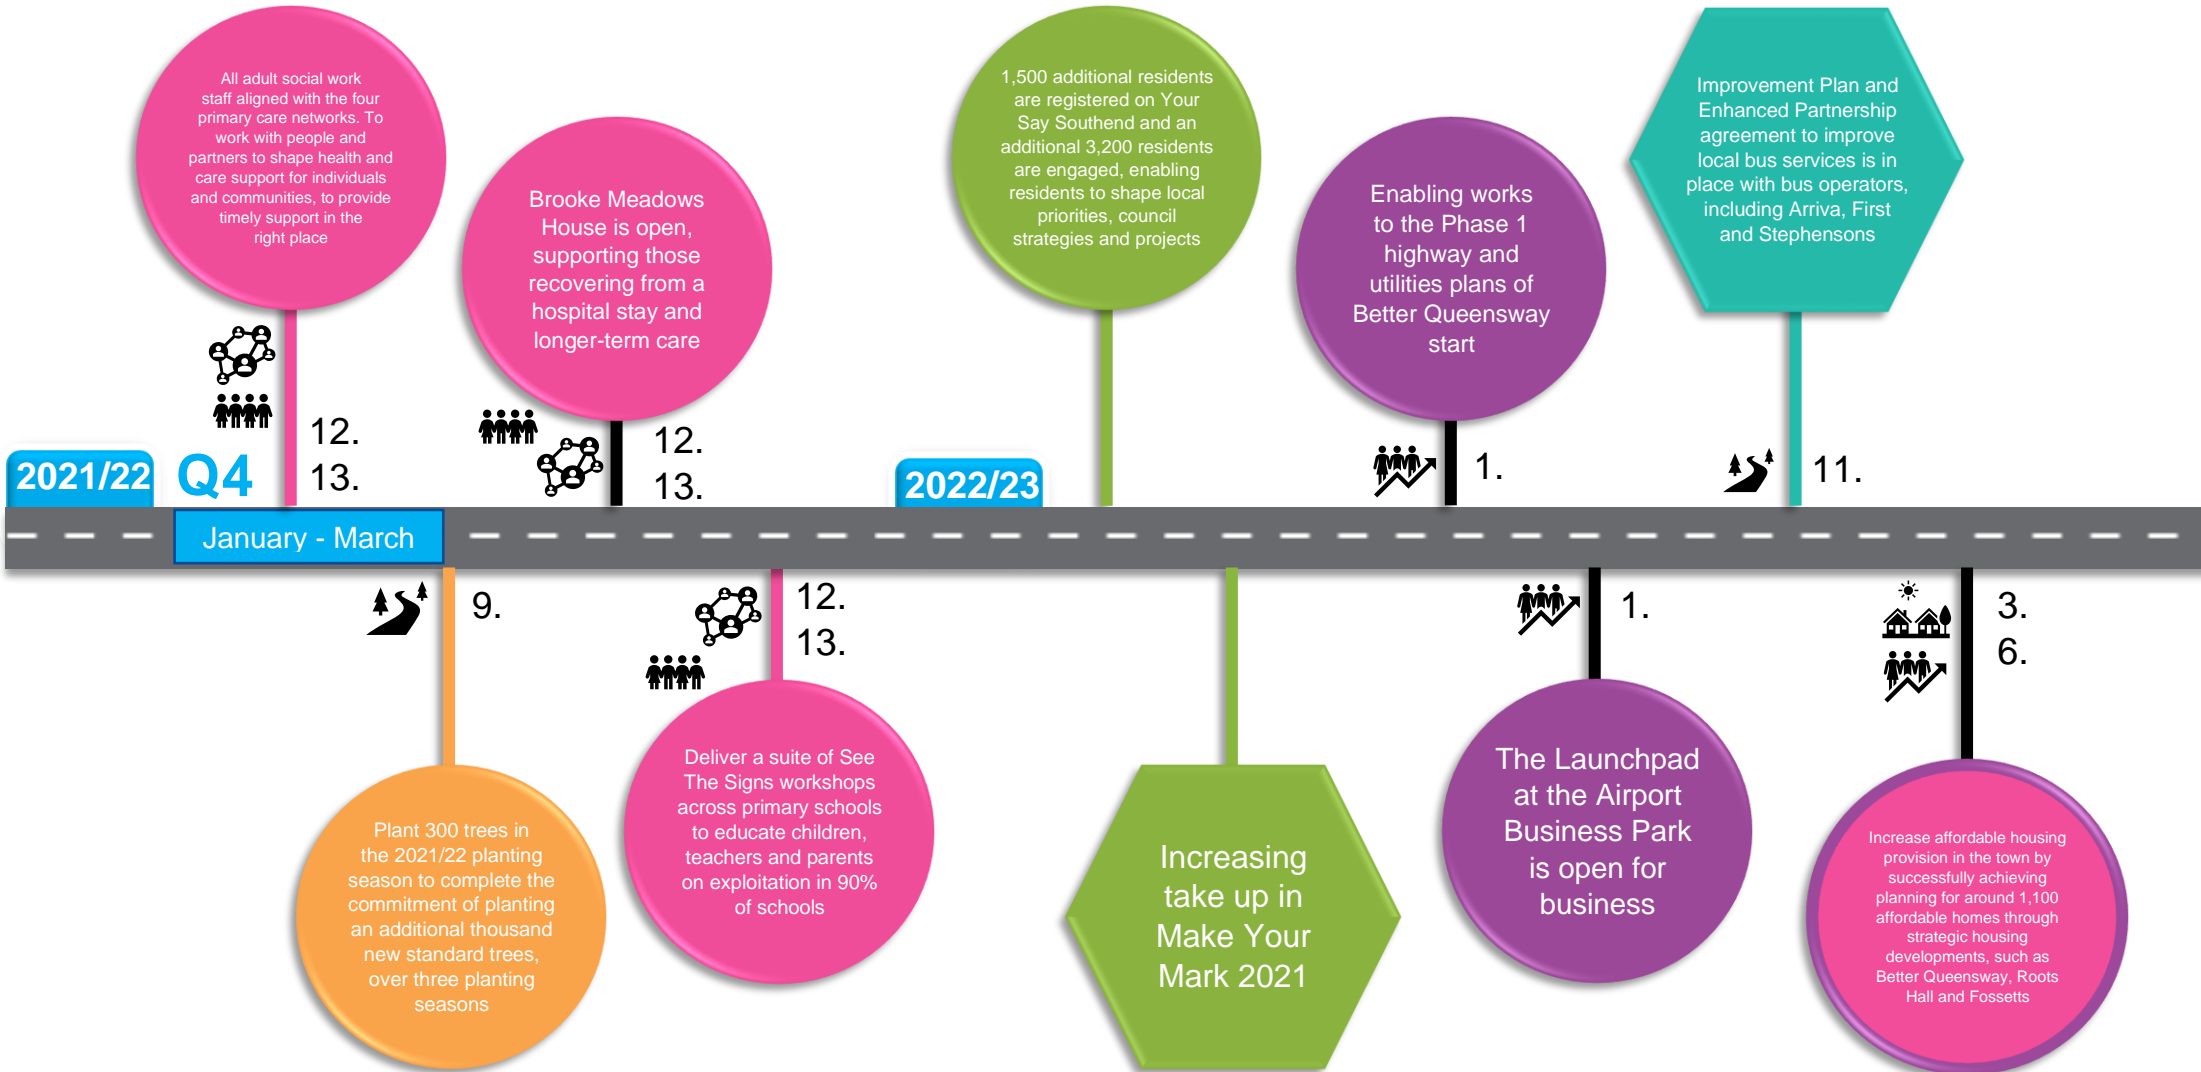 All adult social work
staff aligned with the four
primary care networks. To
work with people and
partners to shape health and
care support for individuals
and communities, to provide
timely support in the
right place
12.
13.
Brooke Meadows
House is open,
supporting those
recovering from a
hospital stay and
longer-term care
12.
13.
1,500 additional residents
are registered on Your
Say Southend and an
additional 3,200 residents
are engaged, enabling
residents to shape local
priorities, council
strategies and projects
Enabling works
to the Phase 1
highway and
utilities plans of
Better Queensway
start
1.
Improvement Plan and
Enhanced Partnership
agreement to improve
local bus services is in
place with bus operators,
including Arriva, First
and Stephensons
11.
2021/22
Q4
2022/23
January - March
9.
Plant 300 trees in
the 2021/22 planting
season to complete the
commitment of planting
an additional thousand
new standard trees,
over three planting
seasons
12.
13.
Deliver a suite of See
The Signs workshops
across primary schools
to educate children,
teachers and parents
on exploitation in 90%
of schools
Increasing
take up in
Make Your
Mark 2021
1.
The Launchpad
at the Airport
Business Park
is open for
business
3.
6.
Increase affordable housing
provision in the town by
successfully achieving
planning for around 1,100
affordable homes through
strategic housing
developments, such as
Better Queensway, Roots
Hall and Fossetts